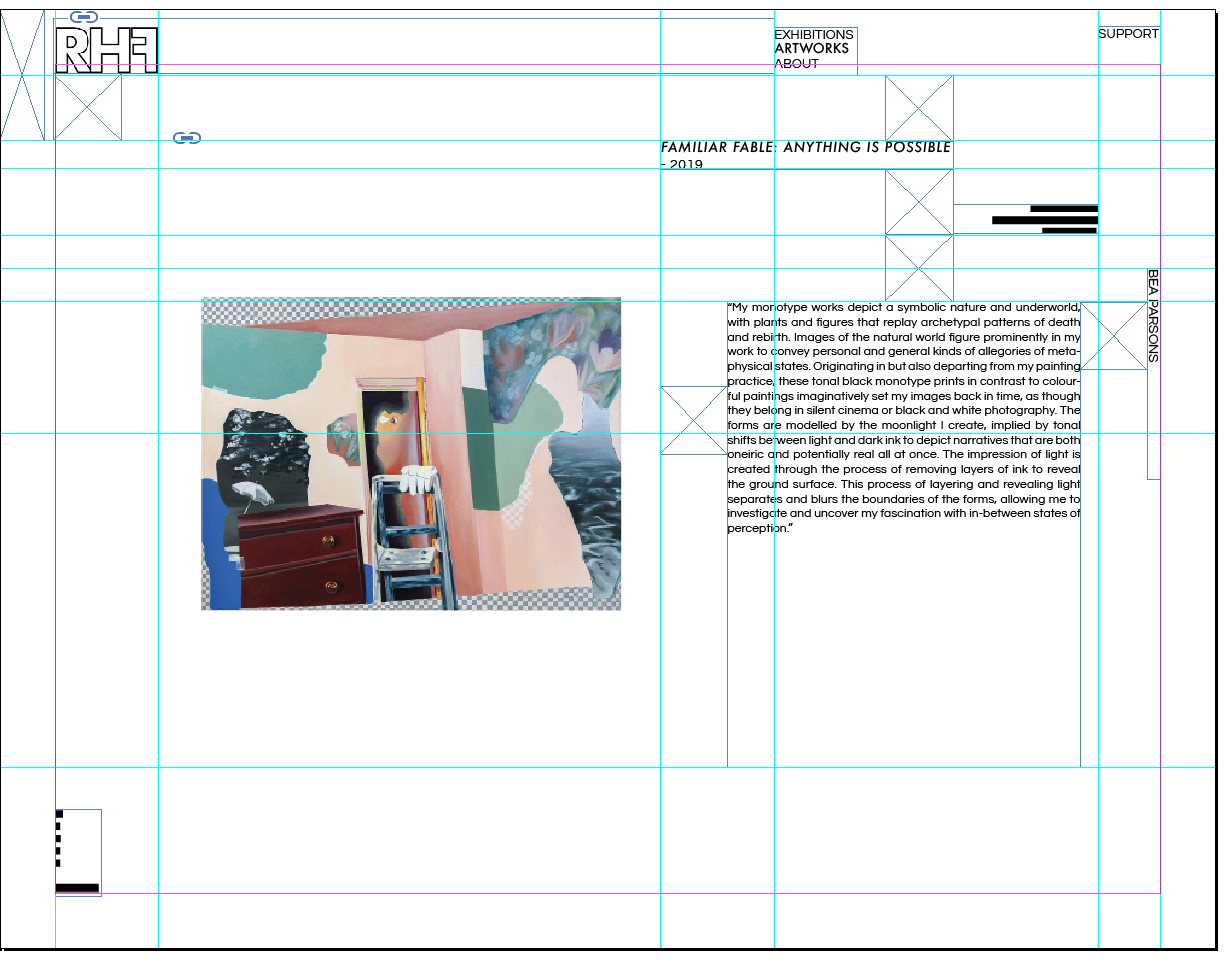 RHF
EXHIBITIONS
ARTWORKS
ABOUT
SUPPORT
FAMILIAR FABLE: ANYTHING IS POSSIBLE
- 2019
BEA PARSONS
“My monotype works depict a symbolic nature and underworld,
with plants and figures that replay archetypal patterns of death
and rebirth. Images of the natural world figure prominently in my
work to convey personal and general kinds of allegories of meta-
physical states. Originating in but also departing from my painting
practice, these tonal black monotype prints in contrast to colour-
ful paintings imaginatively set my images back in time, as though
they belong in silent cinema or black and white photography. The
forms are modelled by the moonlight I create, implied by tonal
shifts between light and dark ink to depict narratives that are both
oneiric and potentially real all at once. The impression of light is
created through the process of removing layers of ink to reveal
the ground surface. This process of layering and revealing light
separates and blurs the boundaries of the forms, allowing me to
investigate and uncover my fascination with in-between states of
perception.”